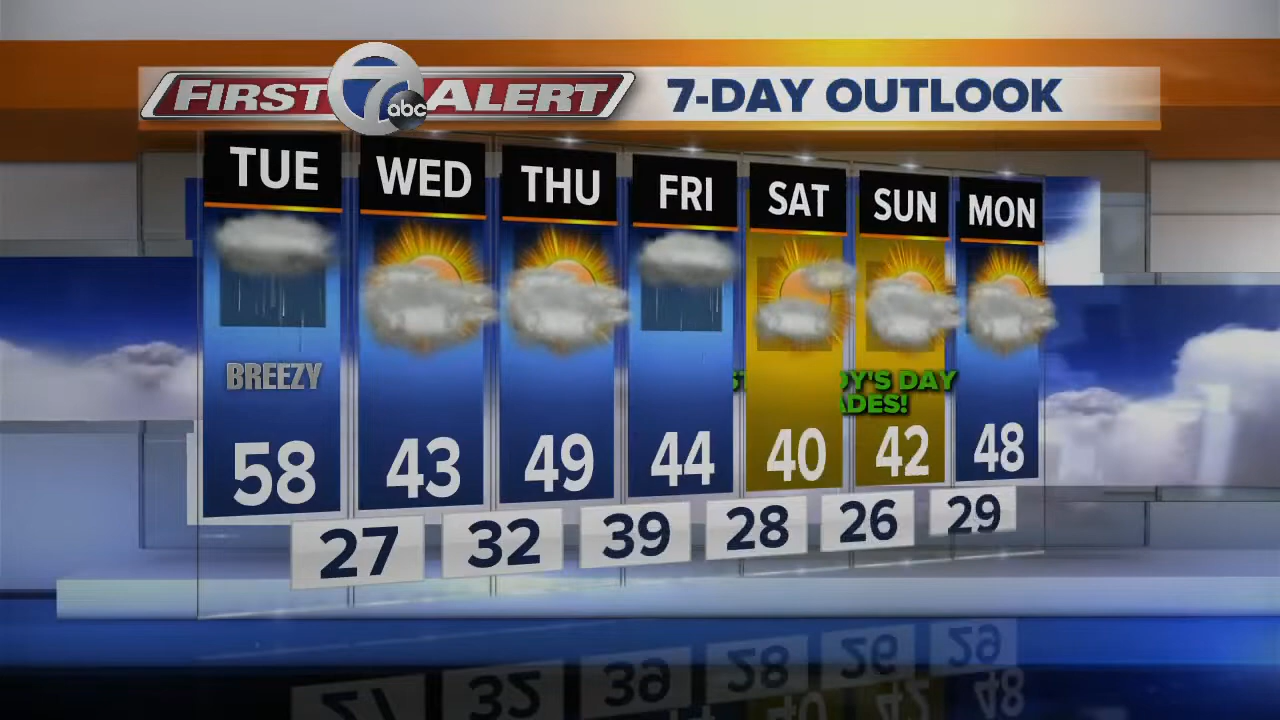 FIRST 7 abc ALERT 7-DAY OUTLOOK
TUE WED THU FRI SAT SUN MON
BREEZY
DAY
58 43 49 44 40 42 48
27 32 39 28 26 29